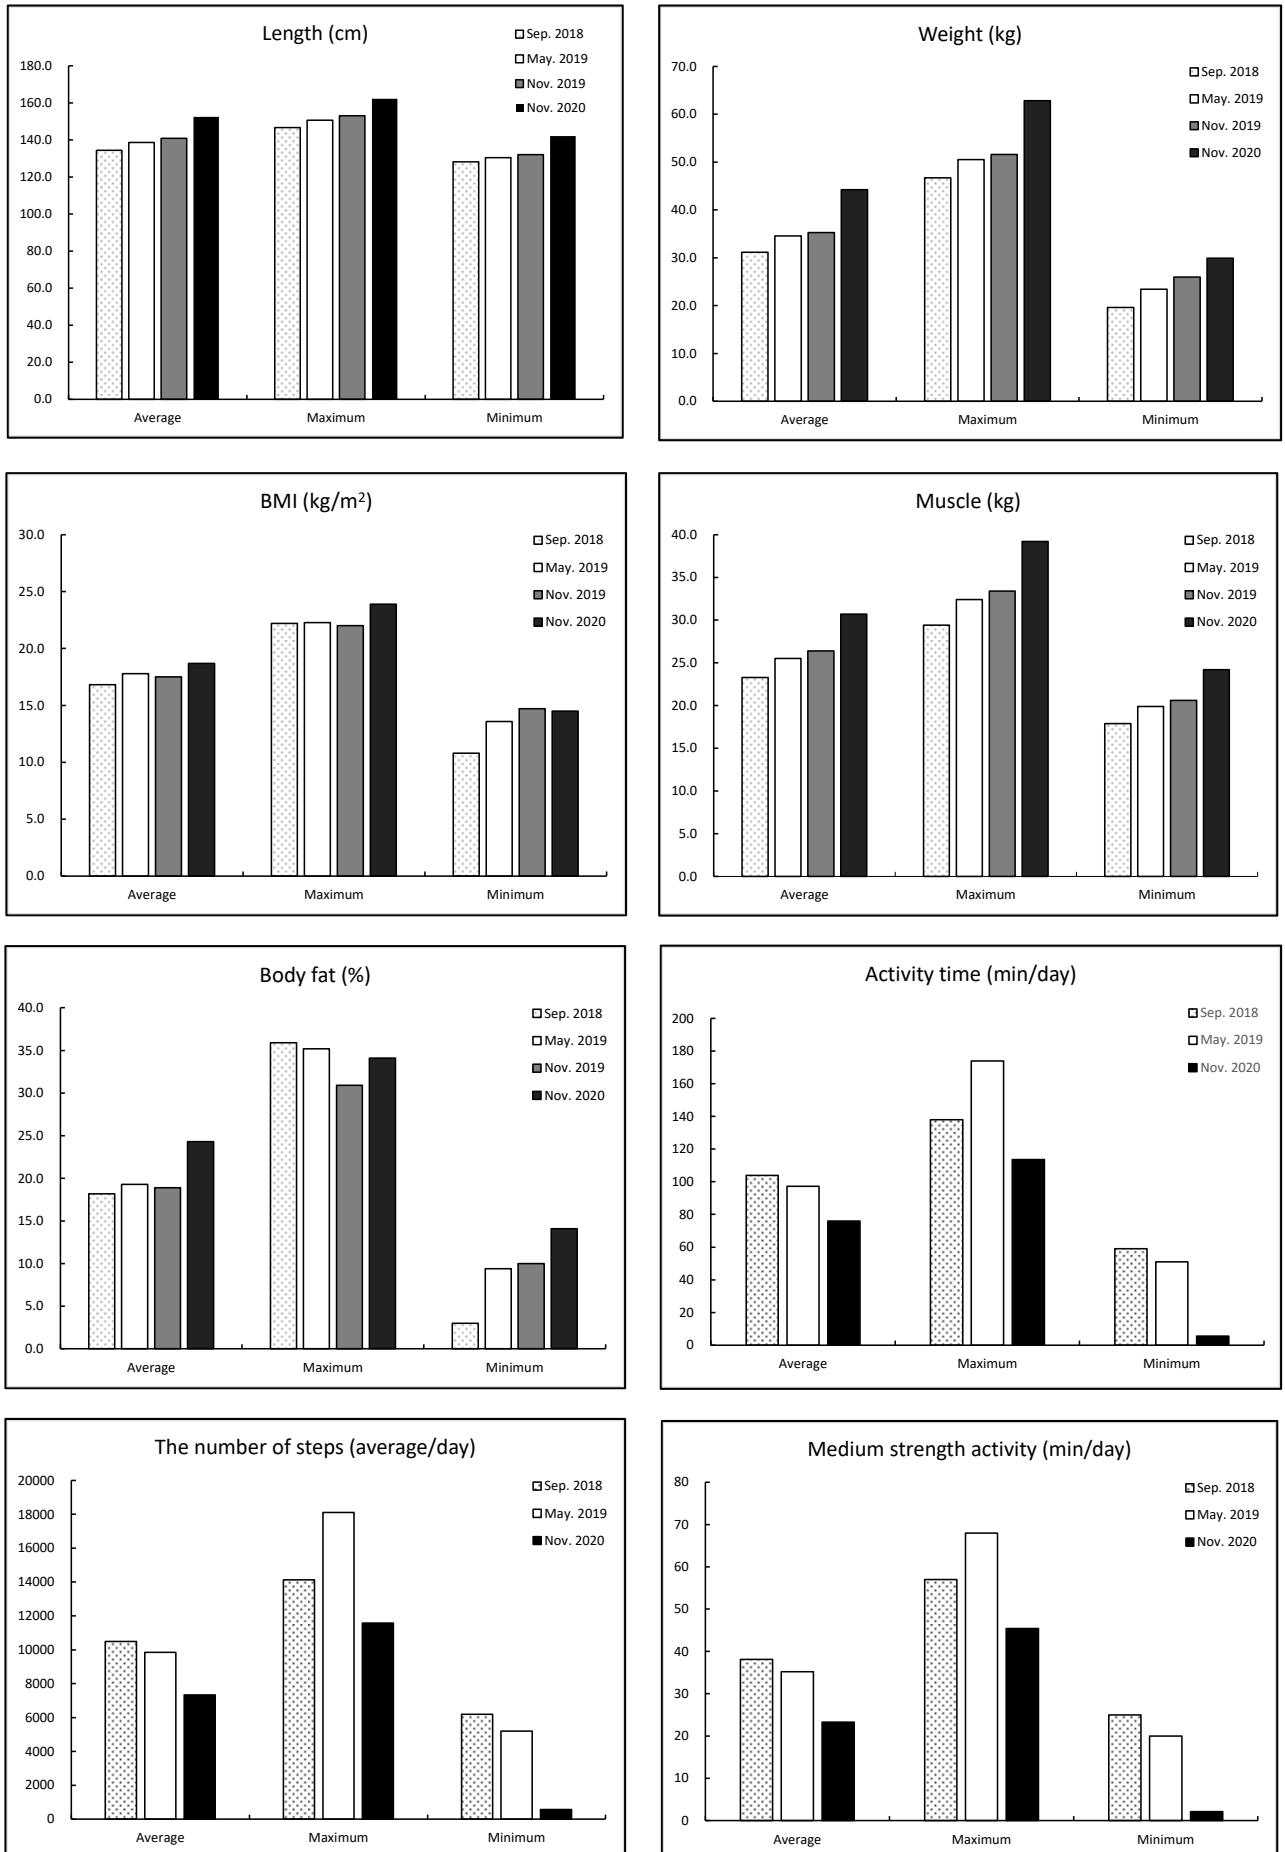 Length (cm)
Sep. 2018
May. 2019
Nov. 2019
Nov. 2020
180.0
160.0
140.0
120.0
100.0
80.0
60.0
40.0
20.0
0.0
Average
Maximum
Minimum
Weight (kg)
Sep. 2018
May. 2019
Nov. 2019
Nov. 2020
70.0
60.0
50.0
40.0
30.0
20.0
10.0
0.0
Average
Maximum
Minimum
BMI (kg/m²)
Sep. 2018
May. 2019
Nov. 2019
Nov. 2020
30.0
25.0
20.0
15.0
10.0
5.0
0.0
Average
Maximum
Minimum
Muscle (kg)
Sep. 2018
May. 2019
Nov. 2019
Nov. 2020
40.0
35.0
30.0
25.0
20.0
15.0
10.0
5.0
0.0
Average
Maximum
Minimum
Body fat (%)
Sep. 2018
May. 2019
Nov. 2019
Nov. 2020
40.0
35.0
30.0
25.0
20.0
15.0
10.0
5.0
0.0
Average
Maximum
Minimum
Activity time (min/day)
Sep. 2018
May. 2019
Nov. 2020
200
180
160
140
120
100
80
60
40
20
0
Average
Maximum
Minimum
The number of steps (average/day)
Sep. 2018
May. 2019
Nov. 2020
20000
18000
16000
14000
12000
10000
8000
6000
4000
2000
0
Average
Maximum
Minimum
Medium strength activity (min/day)
Sep. 2018
May. 2019
Nov. 2020
80
70
60
50
40
30
20
10
0
Average
Maximum
Minimum